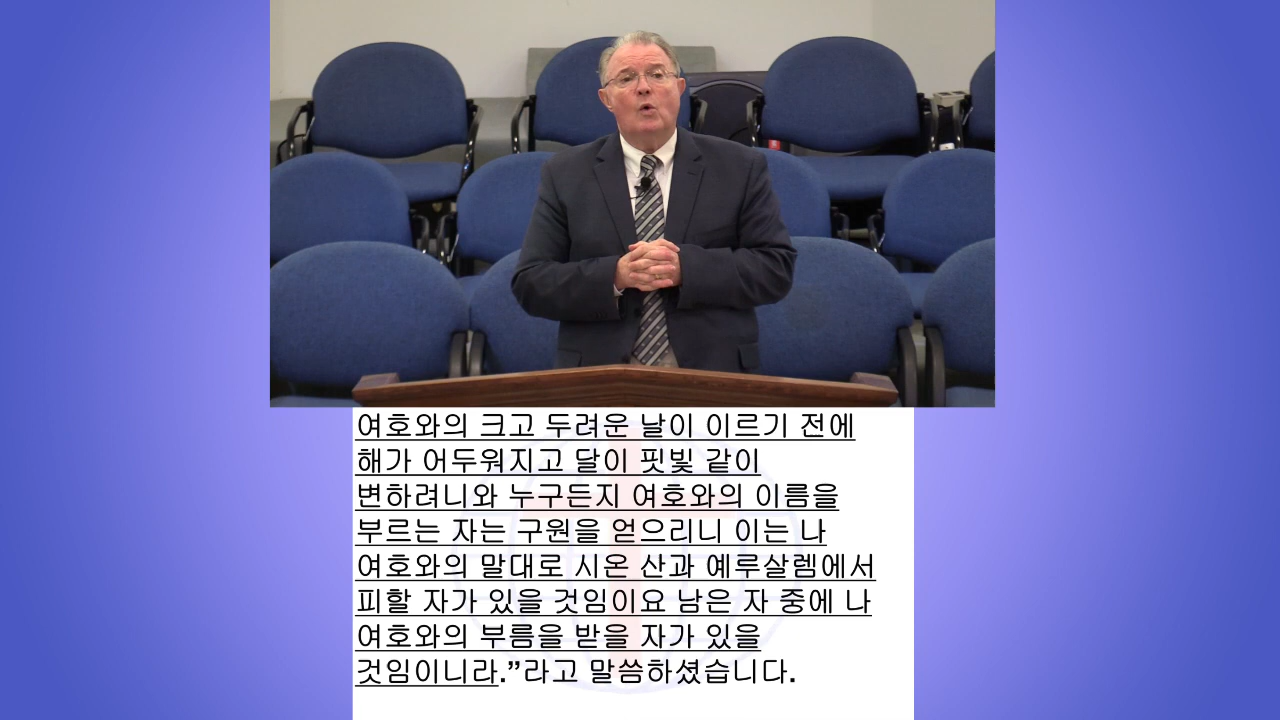 여호와의 크고 두려운 날이 이르기 전에
해가 어두워지고 달이 핏빛 같이
변하려니와 누구든지 여호와의 이름을
부르는 자는 구원을 얻으리니 이는 나
여호와의 말대로 시온 산과 예루살렘에서
피할 자가 있을 것임이요 남은 자 중에 나
여호와의 부름을 받을 자가 있을
것임이니라.”라고 말씀하셨습니다.